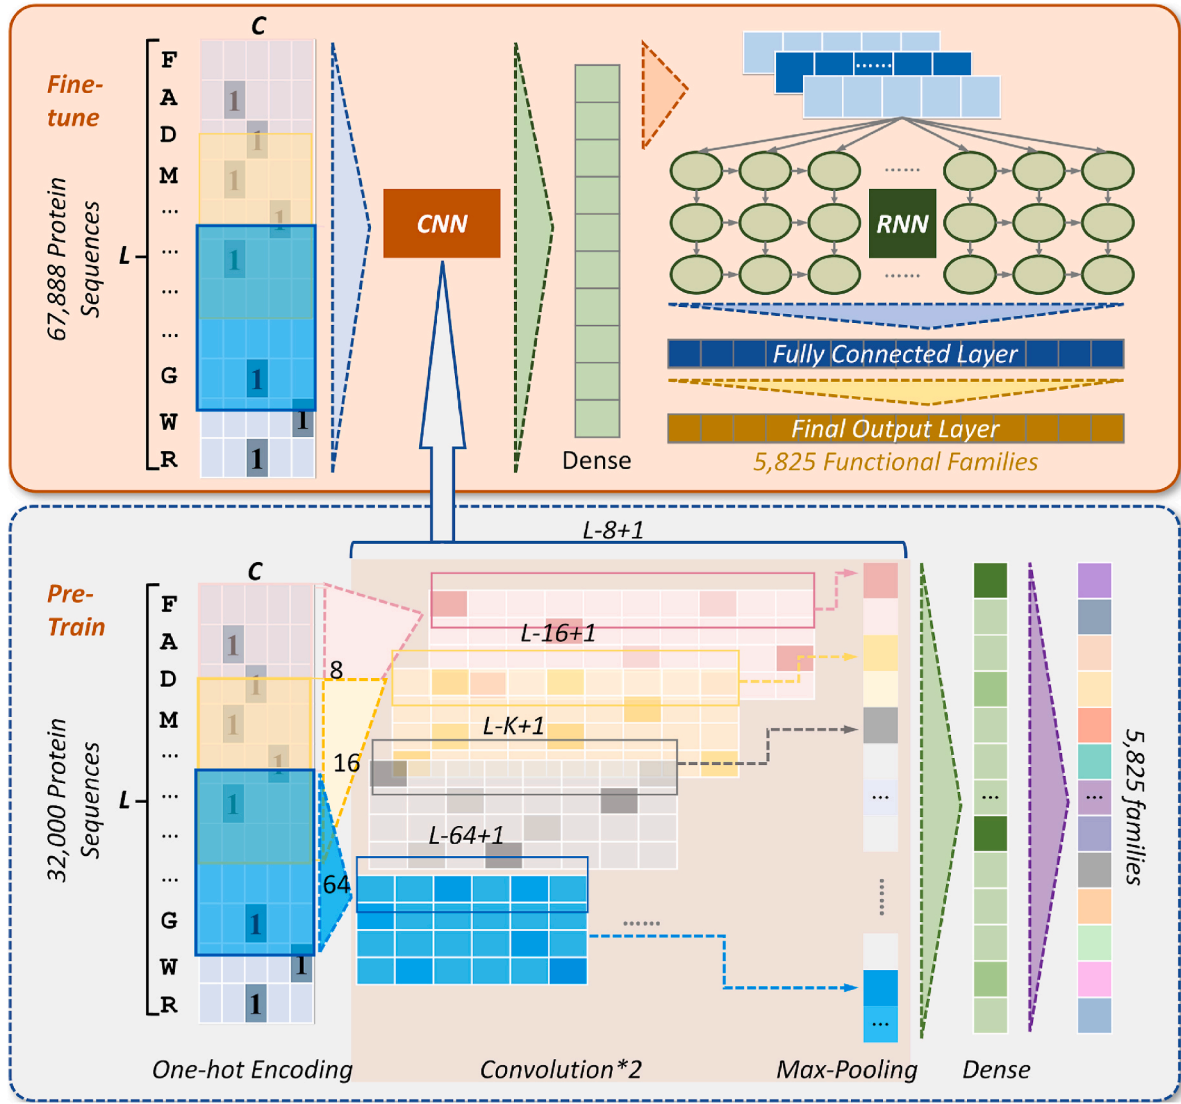 C
Fine-
tune
67,888 Protein
Sequences
L
F
A
D
M
...
...
...
...
G
W
R
1
1
1
1
1
1
1
1
CNN
Dense
......
......
RNN
......
Fully Connected Layer
Final Output Layer
5,825 Functional Families
L-8+1
C
Pre-
Train
32,000 Protein
Sequences
L
F
A
D
M
...
...
...
...
G
W
R
1
1
1
1
1
1
1
1
8
16
64
L-16+1
L-K+1
L-64+1
......
...
......
...
...
...
5,825 families
One-hot Encoding
Convolution*2
Max-Pooling
Dense